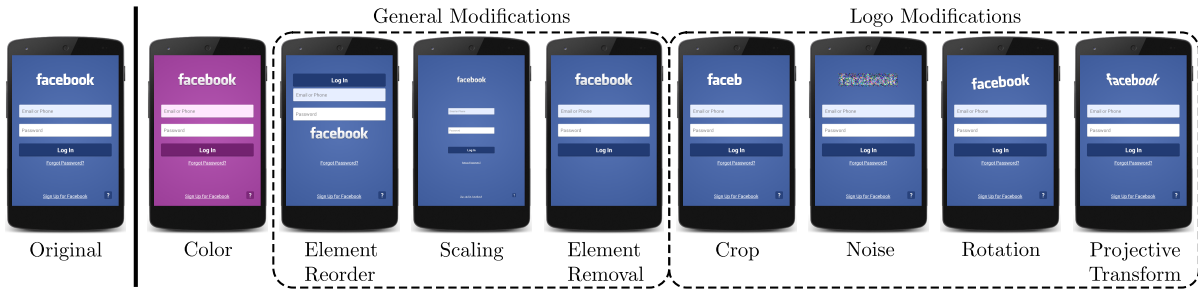 General Modifications
Logo Modifications
facebook
Email or Phone
Password
Log In
Forgot Password?
Sign Up for Facebook ?
Original
facebook
Email or Phone
Password
Log In
Forgot Password?
Sign Up for Facebook ?
Color
Log In
Email or Phone
Password
facebook
Forgot Password?
Sign Up for Facebook ?
Element
Reorder
facebook
Log In
Scaling
facebook
Email or Phone
Password
Log In
Element
Removal
faceb
Email or Phone
Password
Log In
Forgot Password?
Sign Up for Facebook ?
Crop
facebook
Email or Phone
Password
Log In
Forgot Password?
Sign Up for Facebook ?
Noise
facebook
Email or Phone
Password
Log In
Forgot Password?
Sign Up for Facebook ?
Rotation
facebook
Email or Phone
Password
Log In
Forgot Password?
Sign Up for Facebook ?
Projective
Transform